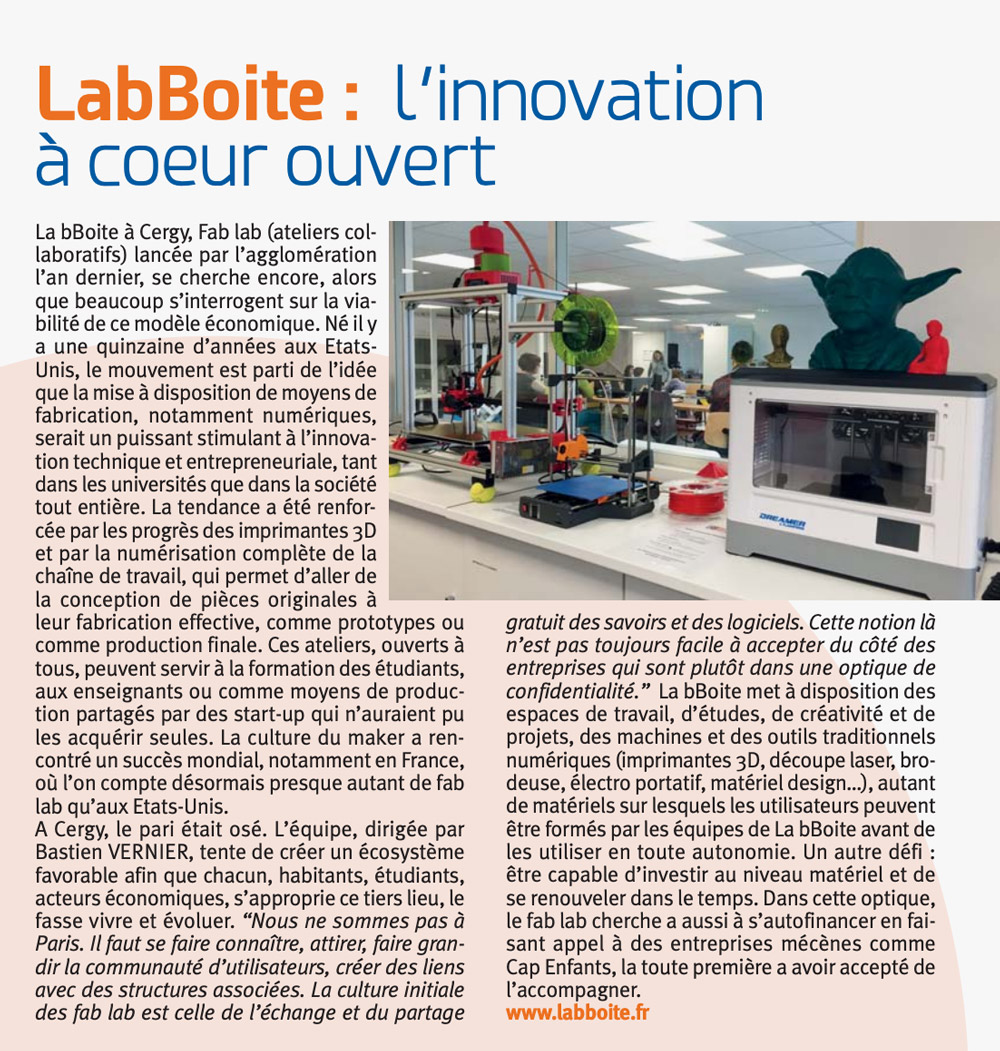 LabBoite : l'innovation
à coeur ouvert
La bBoite à Cergy, Fab lab (ateliers col-
laboratifs) lancée par l'agglomération
l'an dernier, se cherche encore, alors
que beaucoup s'interrogent sur la via-
bilité de ce modèle économique. Né il y
a une quinzaine d'années aux Etats-
Unis, le mouvement est parti de l'idée
que la mise à disposition de moyens de
fabrication, notamment numériques,
serait un puissant stimulant à l'innova-
tion technique et entrepreneuriale, tant
dans les universités que dans la société
tout entière. La tendance a été renfor-
cée par les progrès des imprimantes 3D
et par la numérisation complète de la
chaîne de travail, qui permet d'aller de
la conception de pièces originales à
leur fabrication effective, comme prototypes ou
comme production finale. Ces ateliers, ouverts à
tous, peuvent servir à la formation des étudiants,
aux enseignants ou comme moyens de produc-
tion partagés par des start-up qui n'auraient pu
les acquérir seules. La culture du maker a ren-
contré un succès mondial, notamment en France,
où l'on compte désormais presque autant de fab
lab qu'aux Etats-Unis.
A Cergy, le pari était osé. L'équipe, dirigée par
Bastien VERNIER, tente de créer un écosystème
favorable afin que chacun, habitants, étudiants,
acteurs économiques, s'approprie ce tiers lieu, le
fasse vivre et évoluer. "Nous ne sommes pas à
Paris. Il faut se faire connaître, attirer, faire gran-
dir la communauté d'utilisateurs, créer des liens
avec des structures associées. La culture initiale
des fab lab est celle de l'échange et du partage
gratuit des savoirs et des logiciels. Cette notion là
n'est pas toujours facile à accepter du côté des
entreprises qui sont plutôt dans une optique de
confidentialité." La bBoite met à disposition des
espaces de travail, d'études, de créativité et de
projets, des machines et des outils traditionnels
numériques (imprimantes 3D, découpe laser, bro-
deuse, électro portatif, matériel design...), autant
de matériels sur lesquels les utilisateurs peuvent
être formés par les équipes de La bBoite avant de
les utiliser en toute autonomie. Un autre défi :
être capable d'investir au niveau matériel et de
se renouveler dans le temps. Dans cette optique,
le fab lab cherche a aussi à s'autofinancer en fai-
sant appel à des entreprises mécènes comme
Cap Enfants, la toute première a avoir accepté de
l'accompagner.
www.labboite.fr
DREAMER